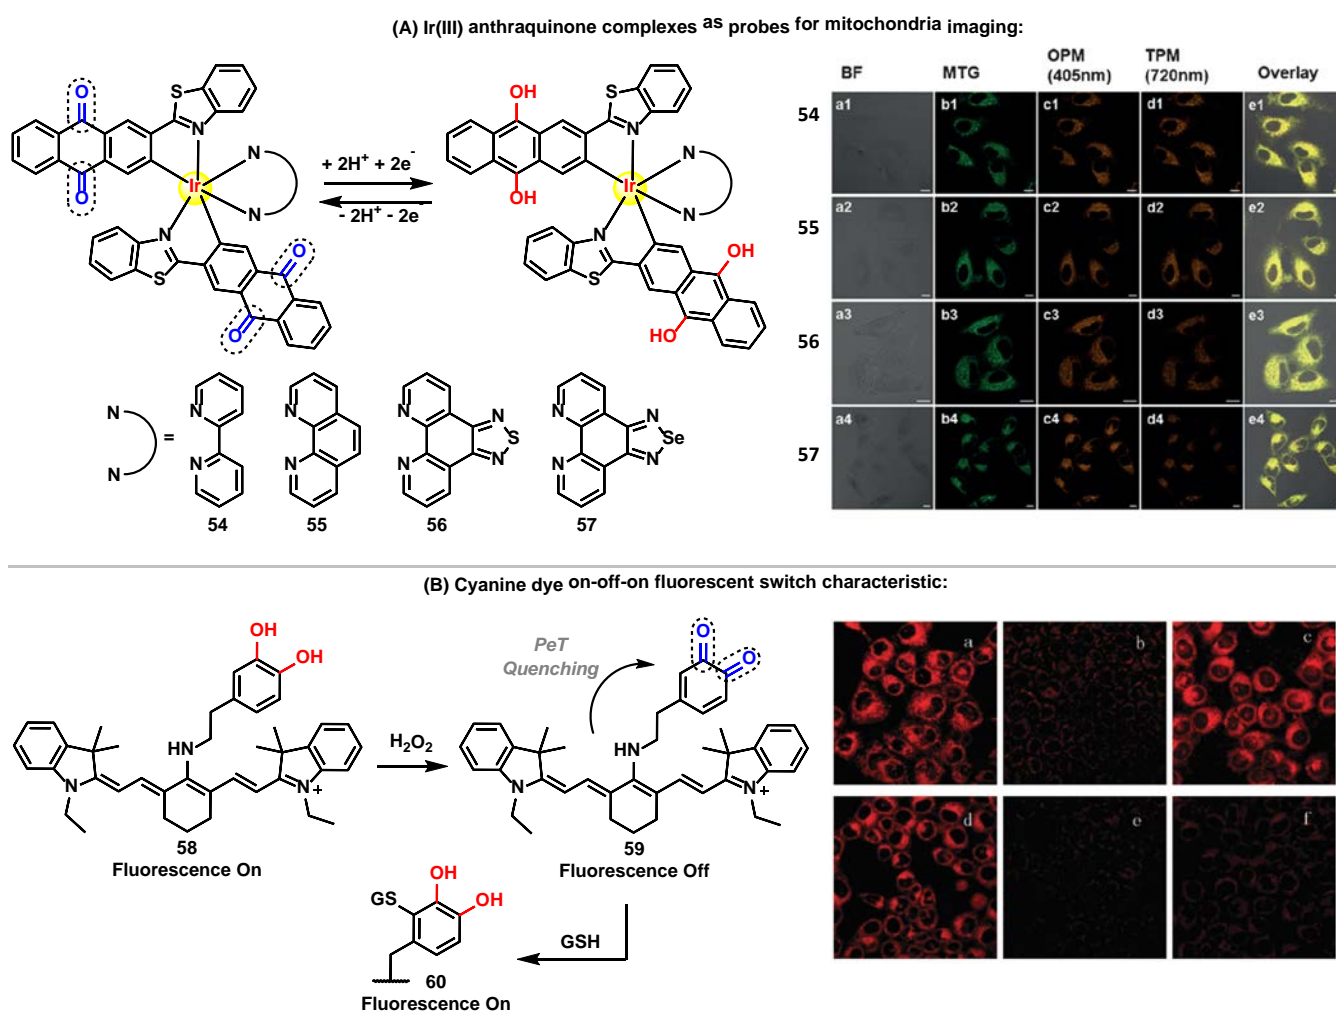 (A) Ir(III) anthraquinone complexes as probes for mitochondria imaging:
O
O
S
N
Ir
N
N
N
S
O
O
+ 2H+ + 2e-
- 2H+ - 2e-
OH
OH
S
N
Ir
N
N
N
S
OH
HO
N
N
=
N
N
54
N
N
55
N
N
N
S
N
56
N
N
N
Se
N
57
BF
MTG
OPM
(405nm)
TPM
(720nm)
Overlay
54
a1
b1
c1
d1
e1
55
a2
b2
c2
d2
e2
56
a3
b3
c3
d3
e3
57
a4
b4
c4
d4
e4
(B) Cyanine dye on-off-on fluorescent switch characteristic:
OH
OH
HN
N
N
+
58
Fluorescence On
H2O2
PeT
Quenching
O
O
HN
N
N
+
59
Fluorescence Off
GSH
OH
GS
OH
60
Fluorescence On
a
b
c
d
e
f